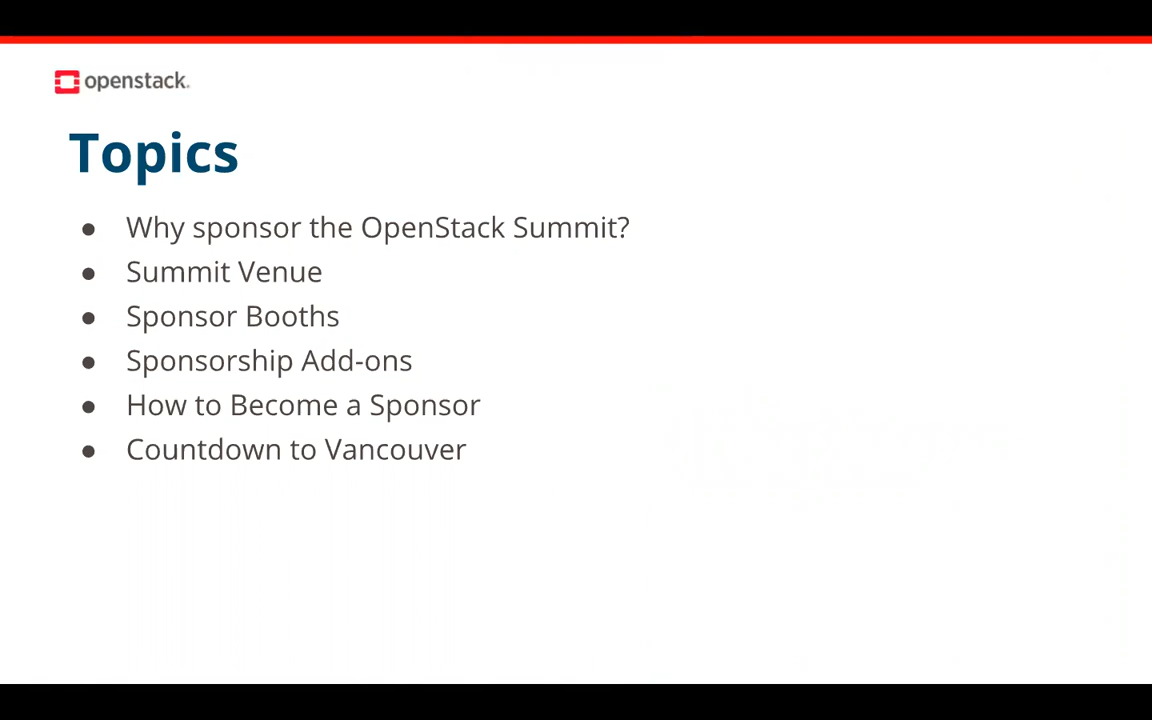 openstack.
Topics
● Why sponsor the OpenStack Summit?
● Summit Venue
● Sponsor Booths
● Sponsorship Add-ons
● How to Become a Sponsor
● Countdown to Vancouver